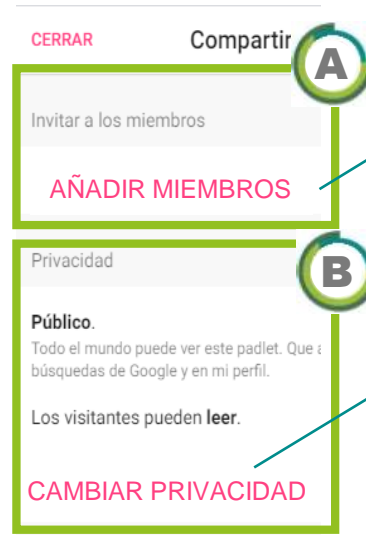 CERRAR Compartir
A
Invitar a los miembros
AÑADIR MIEMBROS
Privacidad
B
Público.
Todo el mundo puede ver este padlet. Que a
búsquedas de Google y en mi perfil.
Los visitantes pueden leer.
CAMBIAR PRIVACIDAD